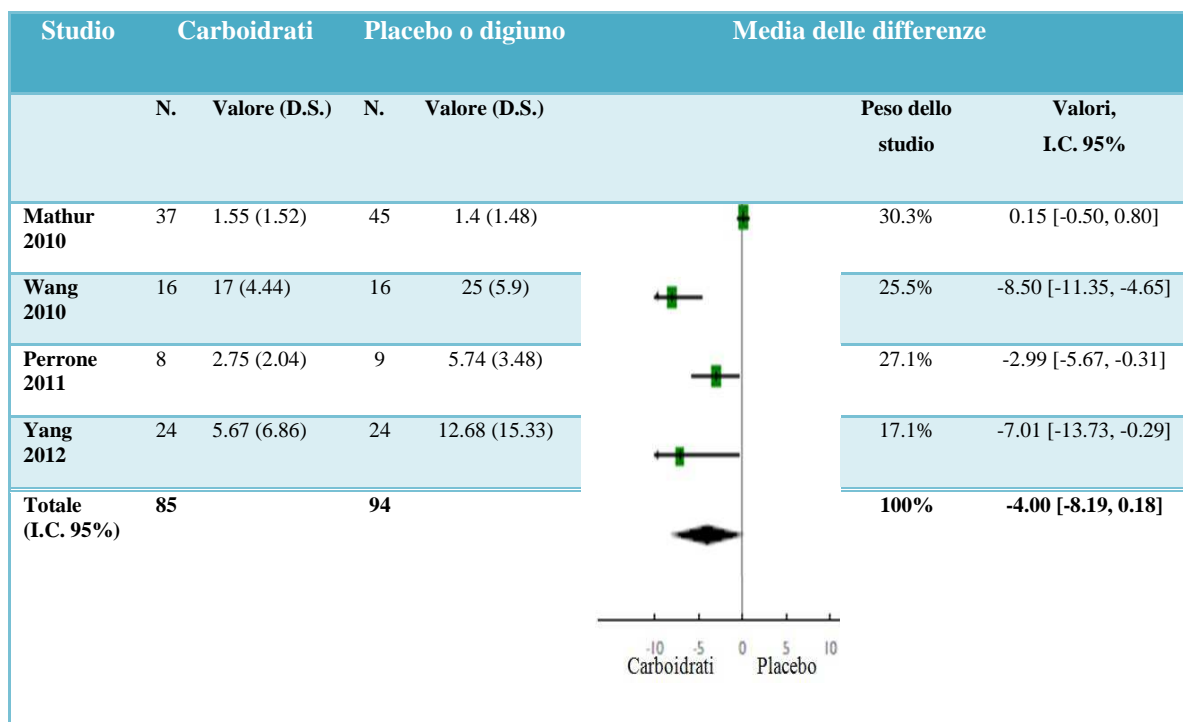 Studio Carboidrati Placebo o digiuno Media delle differenze
N. Valore (D.S.) N. Valore (D.S.) Peso dello Valori,
studio I.C. 95%
Mathur 37 1.55 (1.52) 45 1.4 (1.48) 30.3% 0.15 [-0.50, 0.80]
2010
Wang 16 17 (4.44) 16 25 (5.9) 25.5% -8.50 [-11.35, -4.65]
2010
Perrone 8 2.75 (2.04) 9 5.74 (3.48) 27.1% -2.99 [-5.67, -0.31]
2011
Yang 24 5.67 (6.86) 24 12.68 (15.33) 17.1% -7.01 [-13.73, -0.29]
2012
Totale 85 94 100% -4.00 [-8.19, 0.18]
(I.C. 95%)
-10 -5 0 5 10
Carboidrati Placebo